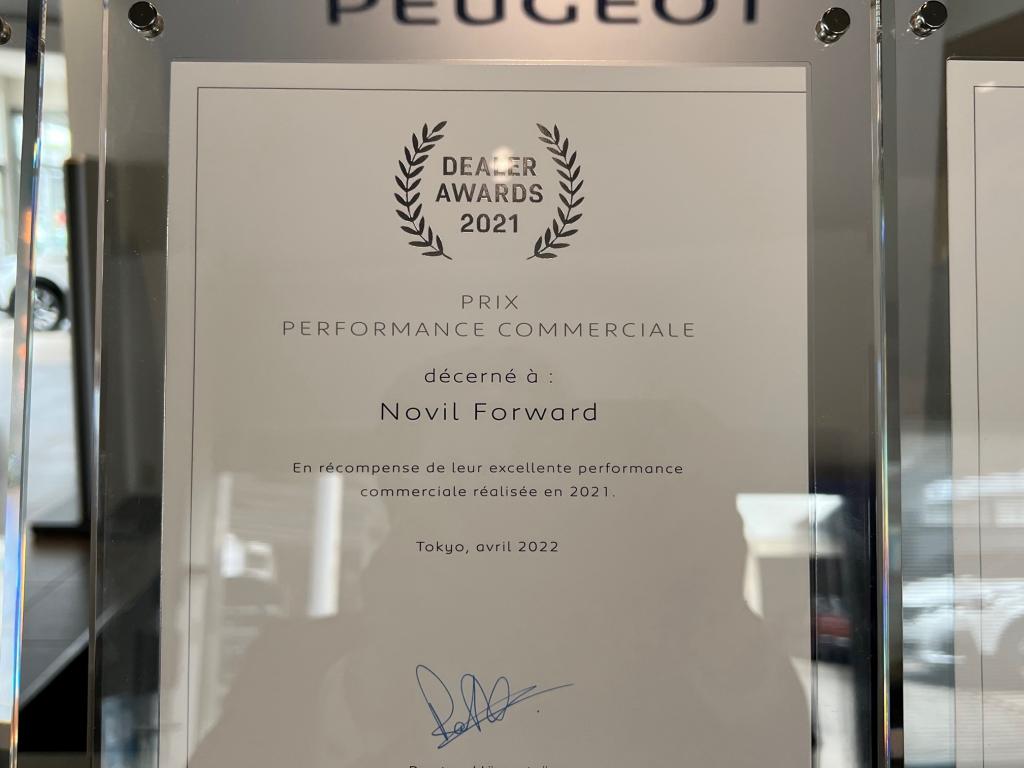 PEUGEOT
DEALER
AWARDS
2021
PRIX
PERFORMANCE COMMERCIALE
décerné à :
Novil Forward
En récompense de leur excellente performance
commerciale réalisée en 2021.
Tokyo, avril 2022